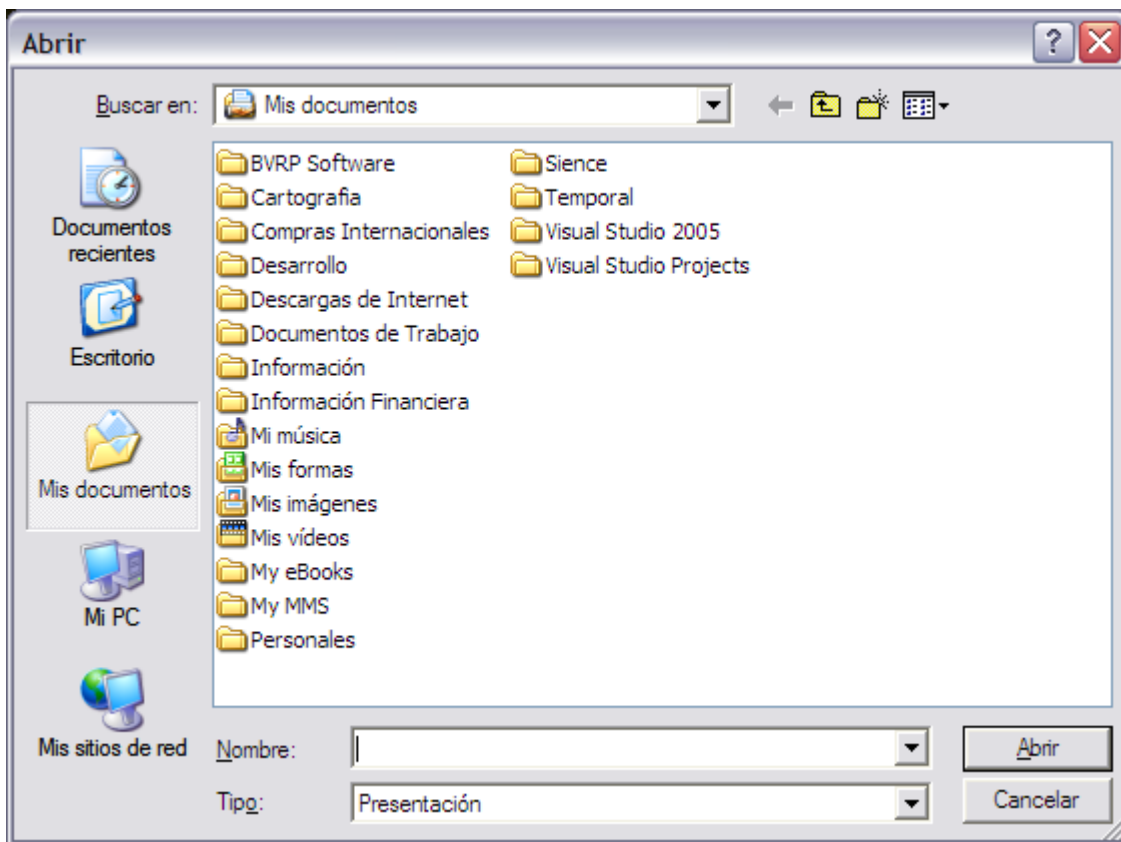 Abrir
Buscar en:
Mis documentos
Documentos
recientes
Escritorio
Mis documentos
Mi PC
Mis sitios de red
BVRP Software
Cartografia
Compras Internacionales
Desarrollo
Descargas de Internet
Documentos de Trabajo
Información
Información Financiera
Mi música
Mis formas
Mis imágenes
Mis vídeos
My eBooks
My MMS
Personales
Sience
Temporal
Visual Studio 2005
Visual Studio Projects
Nombre:
Abrir
Tipo:
Presentación
Cancelar